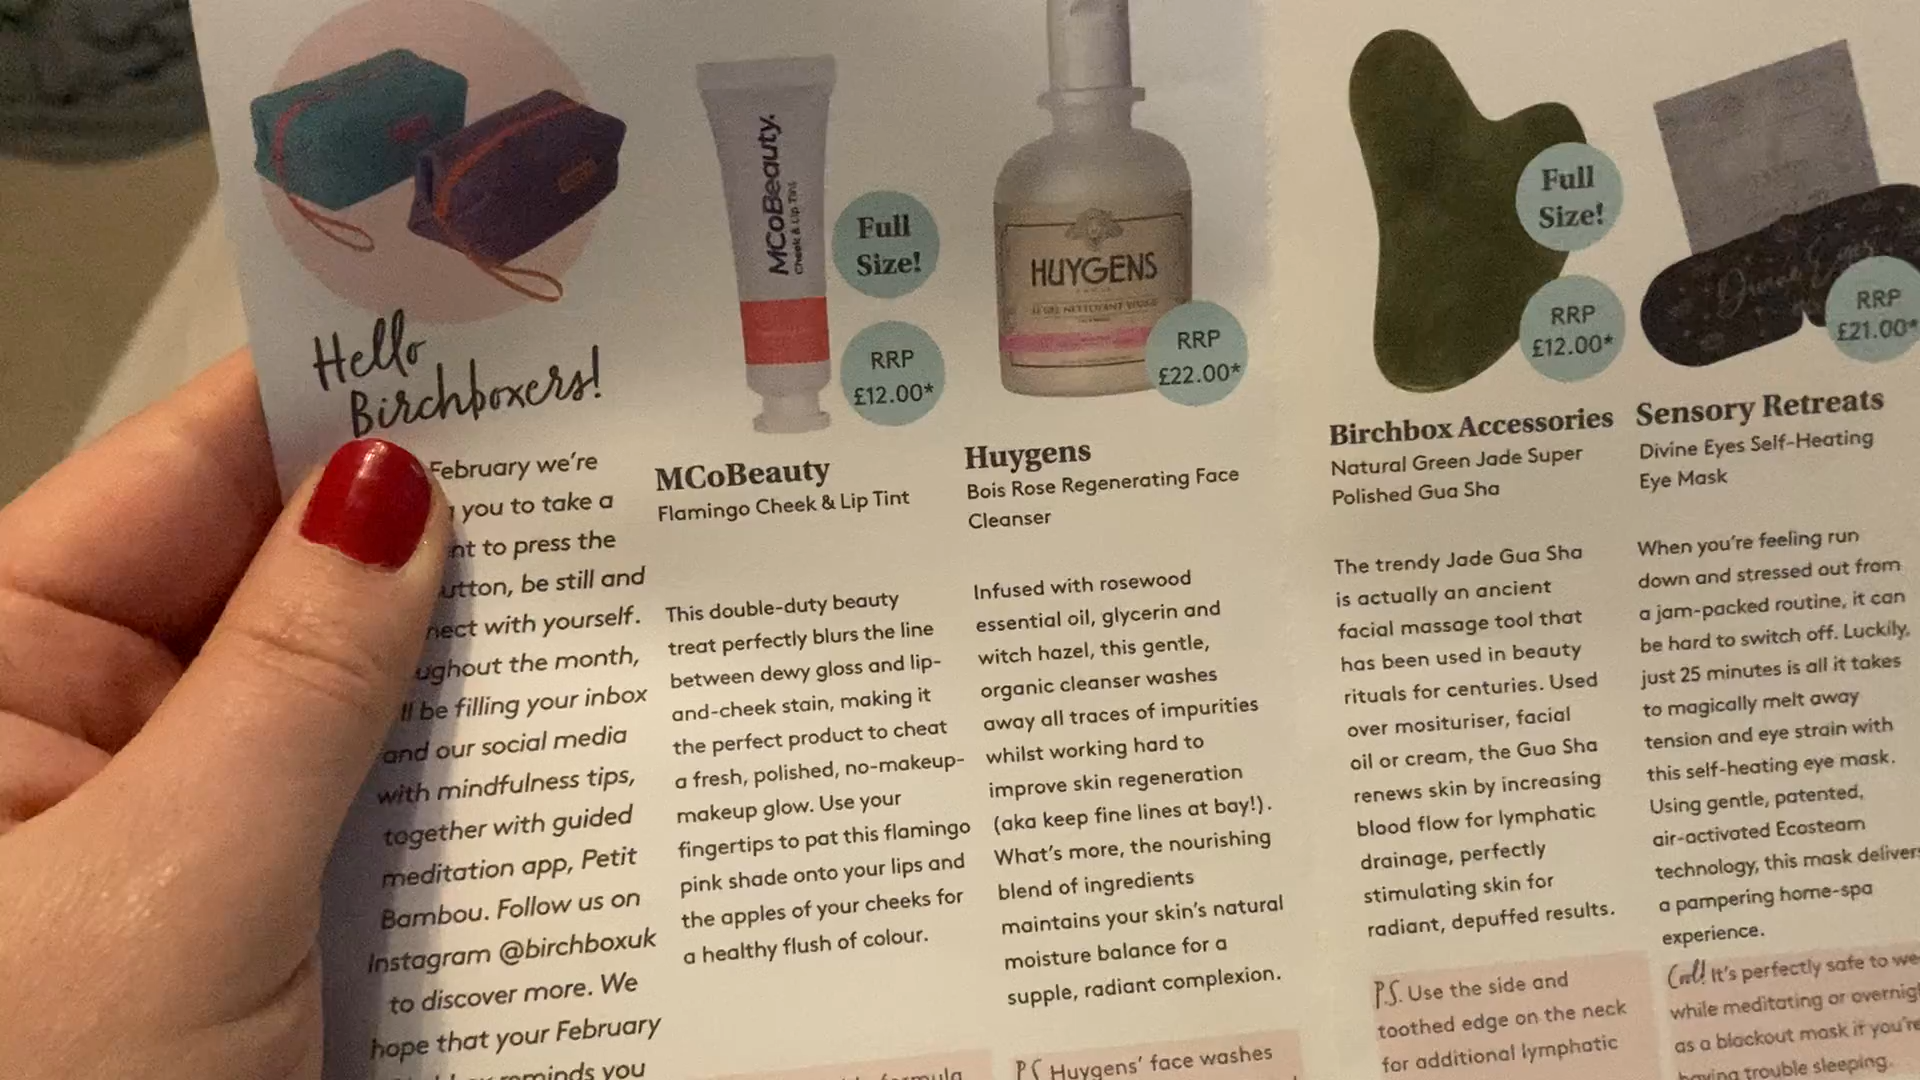 Hello
Birchboxers!
February we're
you to take a
to press the
be still and
with yourself.
the month,
be filling your inbox
and our social media
with mindfulness tips,
together with guided
meditation app, Petit
Bambou. Follow us on
Instagram @birchboxuk
to discover more. We
hope that your February
you
MCoBeauty.
Cheek & Lip Tint
Full
Size!
RRP
£12.00*
MCoBeauty
Flamingo Cheek & Lip Tint
This double-duty beauty
treat perfectly blurs the line
between dewy gloss and lip-
and-cheek stain, making it
the perfect product to cheat
a fresh, polished, no-makeup-
makeup glow. Use your
fingertips to pat this flamingo
pink shade onto your lips and
the apples of your cheeks for
a healthy flush of colour.
HUYGENS
RRP
£22.00*
Huygens
Bois Rose Regenerating Face
Cleanser
Infused with rosewood
essential oil, glycerin and
witch hazel, this gentle,
organic cleanser washes
away all traces of impurities
whilst working hard to
improve skin regeneration
(aka keep fine lines at bay!).
What's more, the nourishing
blend of ingredients
maintains your skin's natural
moisture balance for a
supple, radiant complexion.
P.S. Huygens' face washes
Full
Size!
RRP
£12.00*
Birchbox Accessories
Natural Green Jade Super
Polished Gua Sha
The trendy Jade Gua Sha
is actually an ancient
facial massage tool that
has been used in beauty
rituals for centuries. Used
over mosituriser, facial
oil or cream, the Gua Sha
renews skin by increasing
blood flow for lymphatic
drainage, perfectly
stimulating skin for
radiant, depuffed results.
P.S. Use the side and
toothed edge on the neck
for additional lymphatic
Divine Eyes
RRP
£21.00*
Sensory Retreats
Divine Eyes Self-Heating
Eye Mask
When you're feeling run
down and stressed out from
a jam-packed routine, it can
be hard to switch off. Luckily,
just 25 minutes is all it takes
to magically melt away
tension and eye strain with
this self-heating eye mask.
Using gentle, patented,
air-activated Ecosteam
technology, this mask delivers
a pampering home-spa
experience.
Cool! It's perfectly safe to
while meditating or
as a blackout mask if you're
having trouble sleeping.